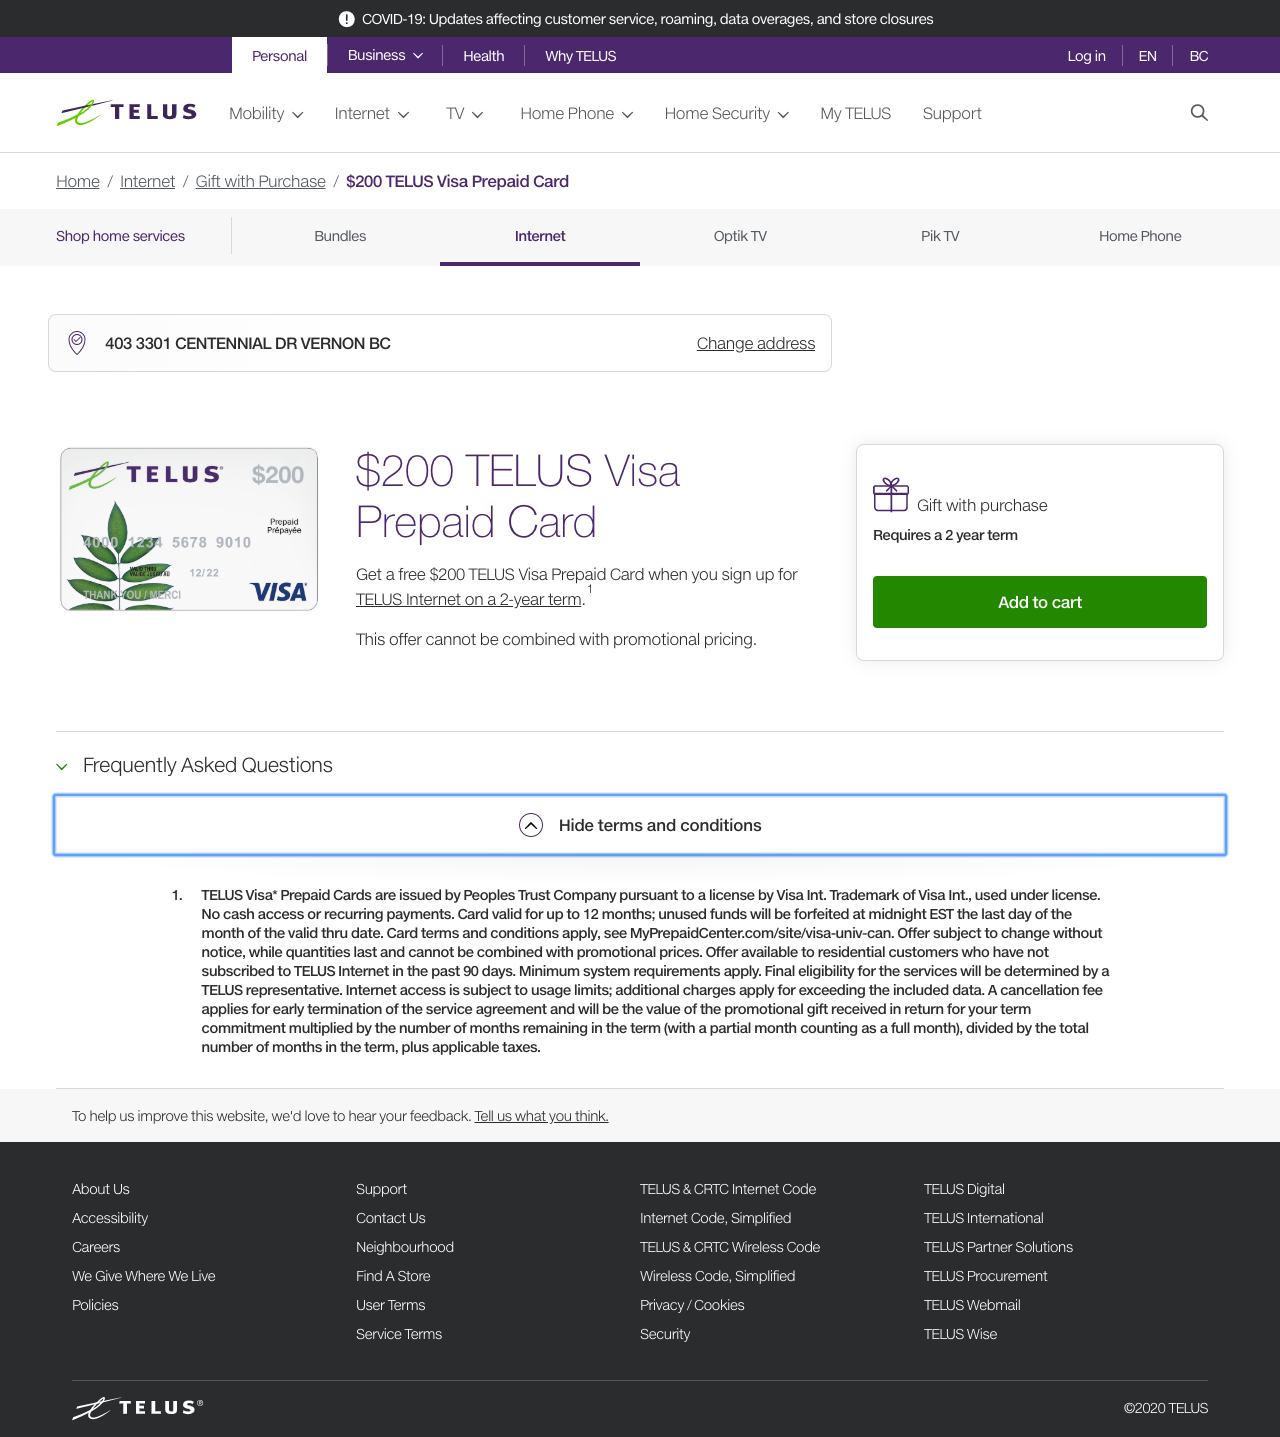 COVID-19: Updates affecting customer service, roaming, data overages, and store closures
Personal Business Health Why TELUS Log in EN BC
TELUS Mobility Internet TV Home Phone Home Security My TELUS Support
Home / Internet / Gift with Purchase / $200 TELUS Visa Prepaid Card
Shop home services Bundles Internet Optik TV Pik TV Home Phone
403 3301 CENTENNIAL DR VERNON BC Change address
TELUS® $200
Prepaid
Prépayée
4000 1234 5678 9010
VALID THRU
12/22
THANK YOU / MERCI
VISA
$200 TELUS Visa
Prepaid Card
Get a free $200 TELUS Visa Prepaid Card when you sign up for
TELUS Internet on a 2-year term.1
This offer cannot be combined with promotional pricing.
Gift with purchase
Requires a 2 year term
Add to cart
Frequently Asked Questions
Hide terms and conditions
1. TELUS Visa* Prepaid Cards are issued by Peoples Trust Company pursuant to a license by Visa Int. Trademark of Visa Int., used under license.
No cash access or recurring payments. Card valid for up to 12 months; unused funds will be forfeited at midnight EST the last day of the
month of the valid thru date. Card terms and conditions apply, see MyPrepaidCenter.com/site/visa-univ-can. Offer subject to change without
notice, while quantities last and cannot be combined with promotional prices. Offer available to residential customers who have not
subscribed to TELUS Internet in the past 90 days. Minimum system requirements apply. Final eligibility for the services will be determined by a
TELUS representative. Internet access is subject to usage limits; additional charges apply for exceeding the included data. A cancellation fee
applies for early termination of the service agreement and will be the value of the promotional gift received in return for your term
commitment multiplied by the number of months remaining in the term (with a partial month counting as a full month), divided by the total
number of months in the term, plus applicable taxes.
To help us improve this website, we'd love to hear your feedback. Tell us what you think.
About Us
Accessibility
Careers
We Give Where We Live
Policies
Support
Contact Us
Neighbourhood
Find A Store
User Terms
Service Terms
TELUS & CRTC Internet Code
Internet Code, Simplified
TELUS & CRTC Wireless Code
Wireless Code, Simplified
Privacy / Cookies
Security
TELUS Digital
TELUS International
TELUS Partner Solutions
TELUS Procurement
TELUS Webmail
TELUS Wise
TELUS® ©2020 TELUS